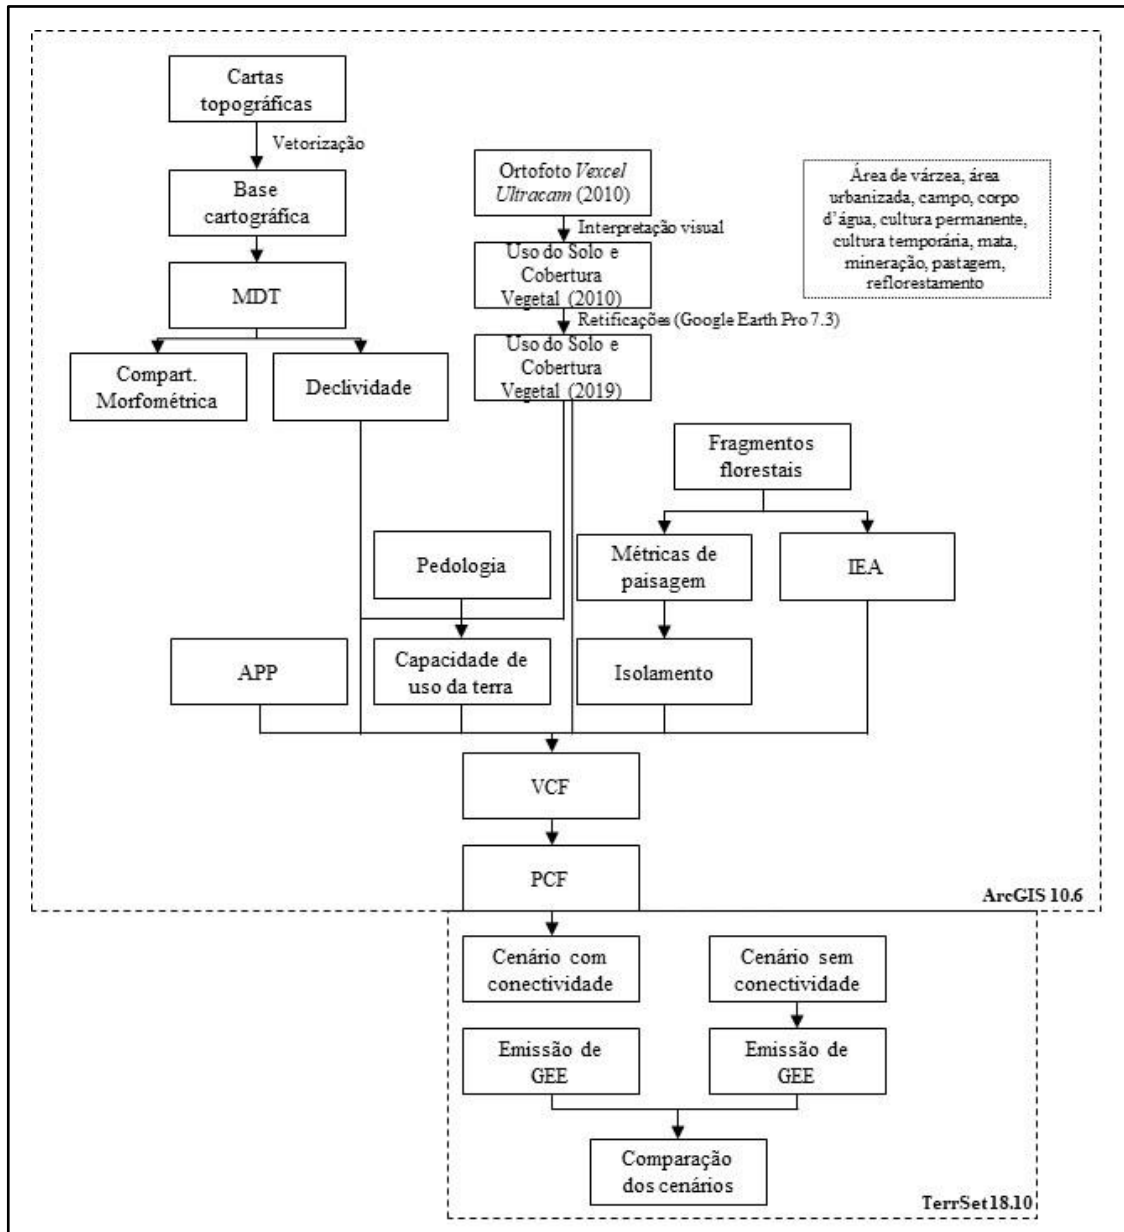 Cartas
topográficas
Vetorização
Base
cartográfica
MDT
Compart.
Morfométrica
Declividade
Ortofoto Vexcel
Ultracam (2010)
Interpretação visual
Uso do Solo e
Cobertura
Vegetal (2010)
Retificações (Google Earth Pro 7.3)
Uso do Solo e
Cobertura
Vegetal (2019)
Área de várzea, área
urbanizada, campo, corpo
d'água, cultura permanente,
cultura temporária, mata,
mineração, pastagem,
reflorestamento
Fragmentos
florestais
Pedologia
Métricas de
paisagem
IEA
APP
Capacidade de
uso da terra
Isolamento
VCF
PCF
ArcGIS 10.6
Cenário com
conectividade
Cenário sem
conectividade
Emissão de
GEE
Emissão de
GEE
Comparação
dos cenários
TerrSet18.10